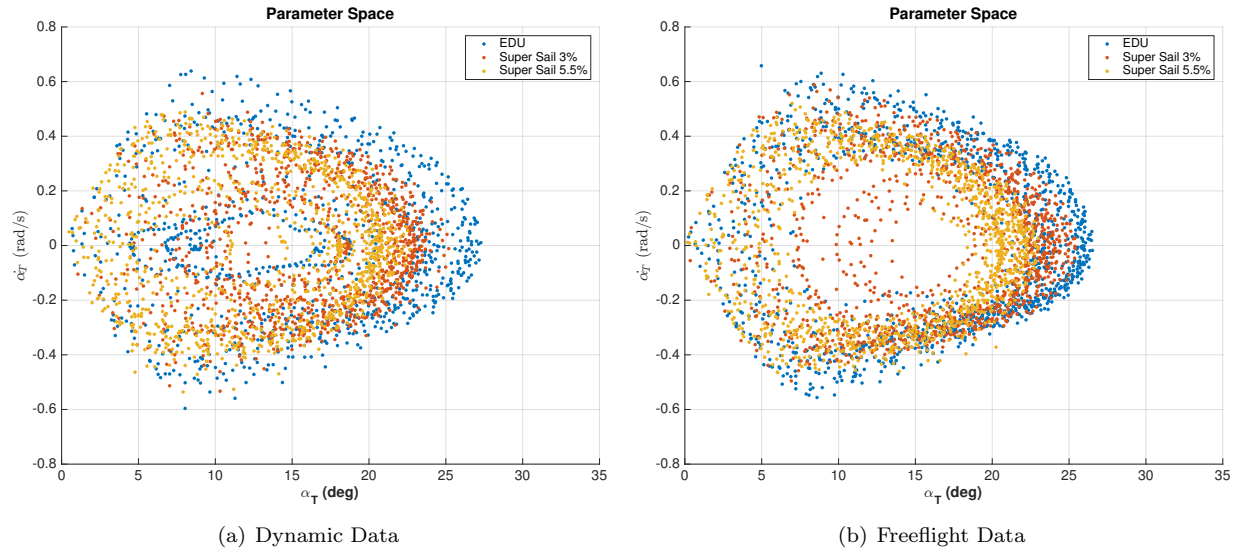 Parameter Space
EDU
Super Sail 3%
Super Sail 5.5%
0.8
0.6
0.4
0.2
0
-0.2
-0.4
-0.6
-0.8
α̇_T (rad/s)
0 5 10 15 20 25 30 35
α_T (deg)
(a) Dynamic Data
Parameter Space
EDU
Super Sail 3%
Super Sail 5.5%
0.8
0.6
0.4
0.2
0
-0.2
-0.4
-0.6
-0.8
α̇_T (rad/s)
0 5 10 15 20 25 30 35
α_T (deg)
(b) Freeflight Data